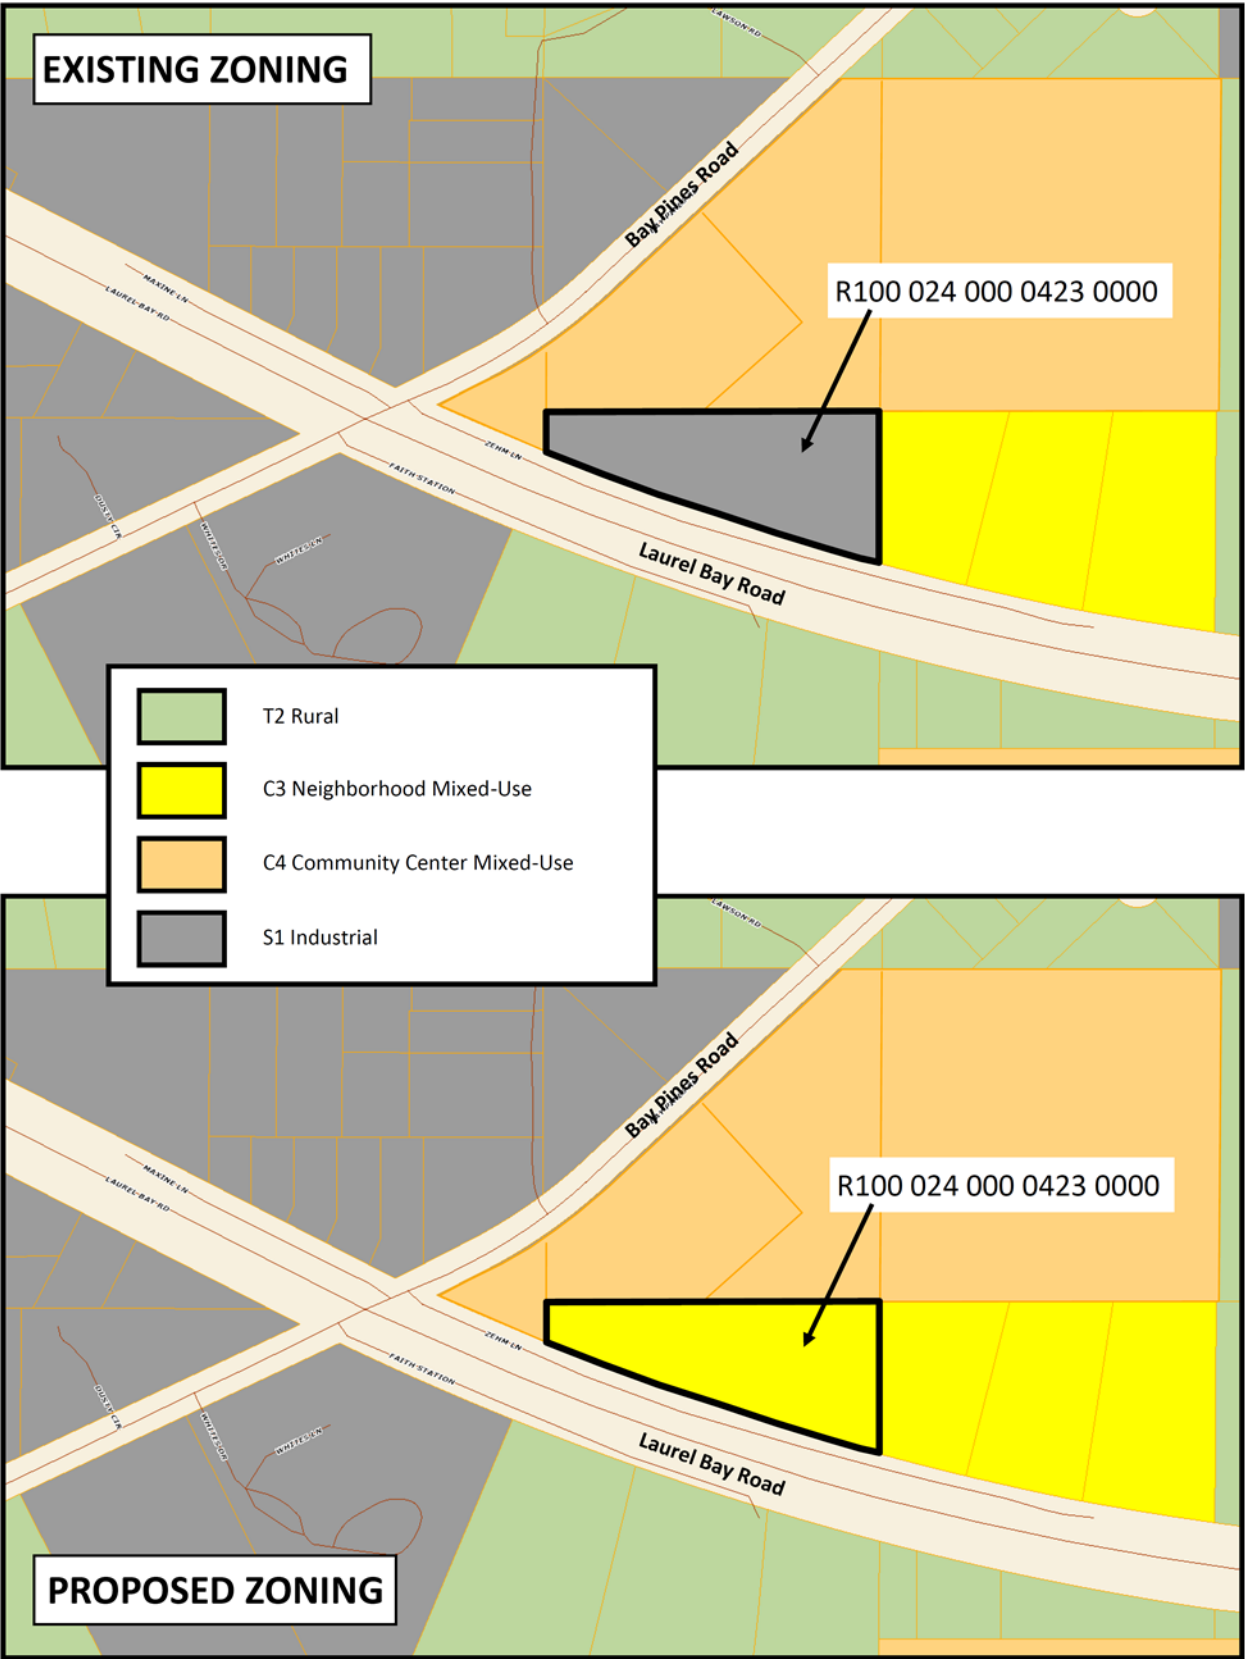 LAWSON RD
EXISTING ZONING
Bay Pines Road
R100 024 000 0423 0000
MAXINE LN
LAUREL BAY RD
ZEHM LN
FAITH STATION
DUSTY CIR
WHITES DR
WHITES LN
Laurel Bay Road
T2 Rural
C3 Neighborhood Mixed-Use
C4 Community Center Mixed-Use
S1 Industrial
LAWSON RD
Bay Pines Road
R100 024 000 0423 0000
MAXINE LN
LAUREL BAY RD
ZEHM LN
FAITH STATION
DUSTY CIR
WHITES DR
WHITES LN
Laurel Bay Road
PROPOSED ZONING